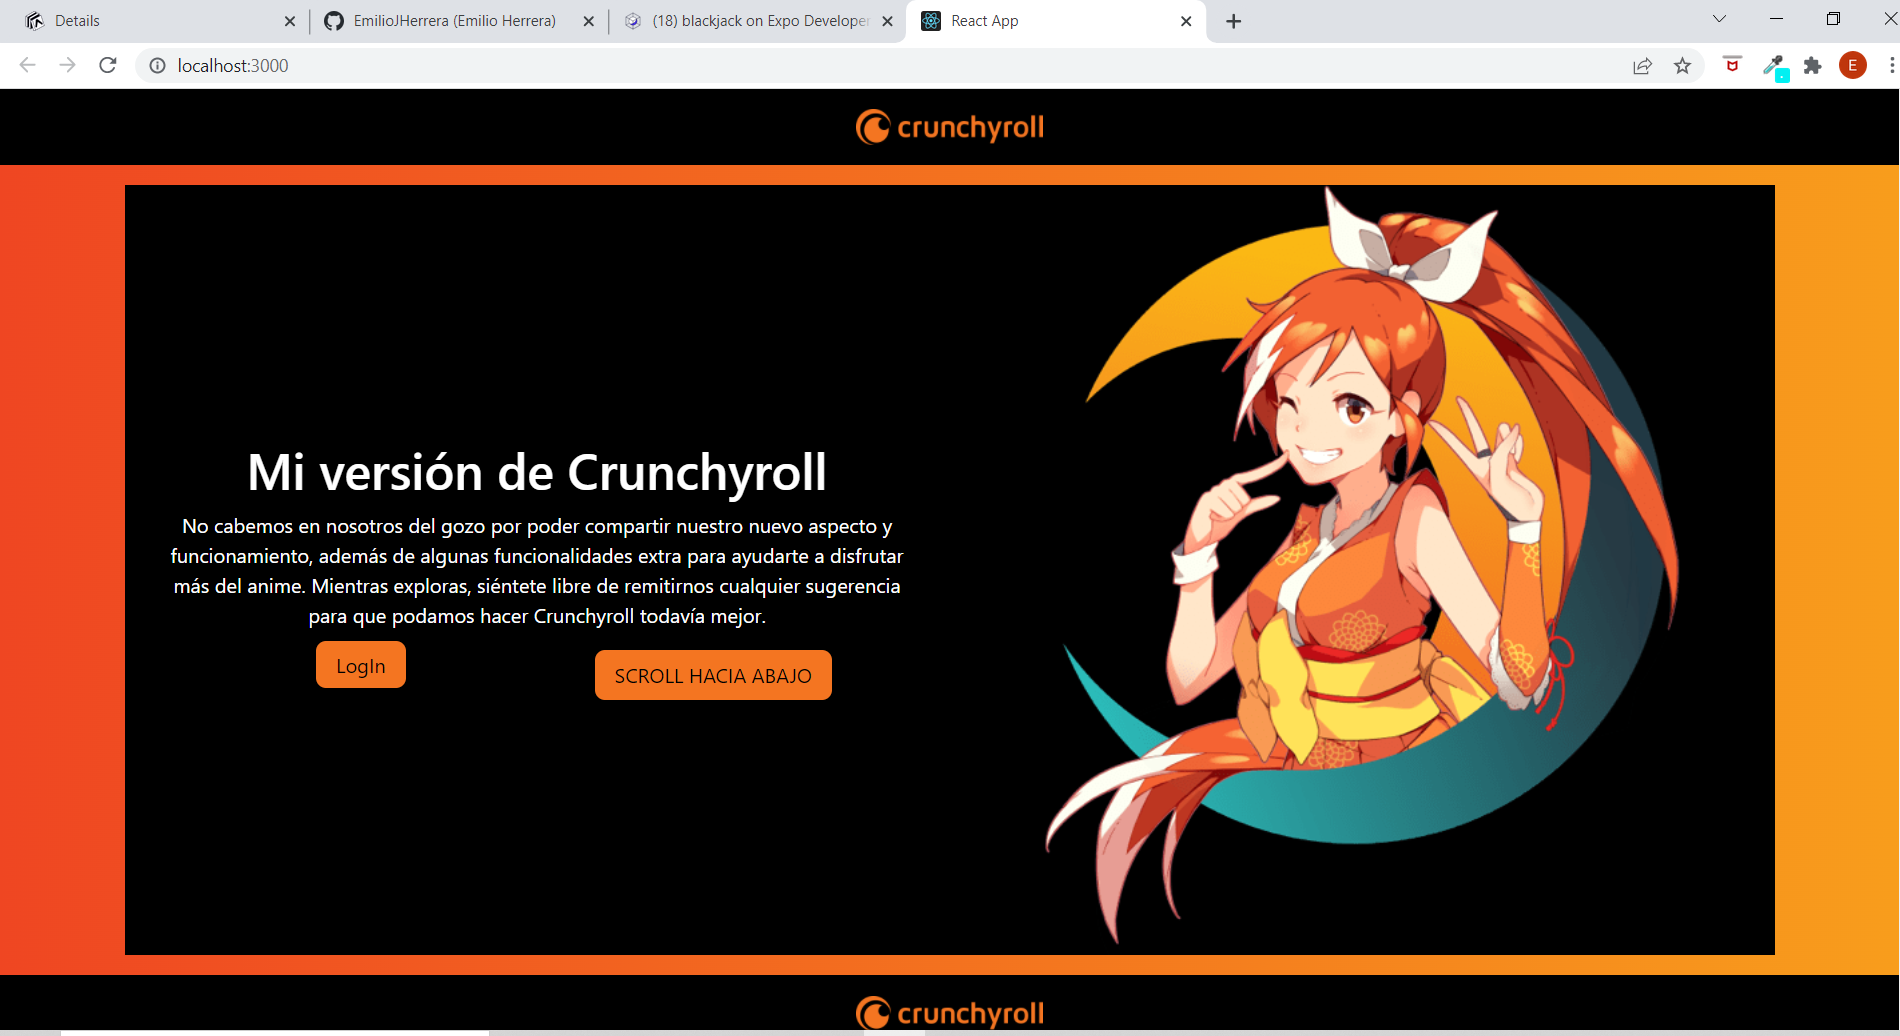 Details
EmilioJHerrera (Emilio Herrera)
(18) blackjack on Expo Developer
React App
localhost:3000
E
crunchyroll
Mi versión de Crunchyroll
No cabemos en nosotros del gozo por poder compartir nuestro nuevo aspecto y
funcionamiento, además de algunas funcionalidades extra para ayudarte a disfrutar
más del anime. Mientras exploras, siéntete libre de remitirnos cualquier sugerencia
para que podamos hacer Crunchyroll todavía mejor.
LogIn
SCROLL HACIA ABAJO
crunchyroll